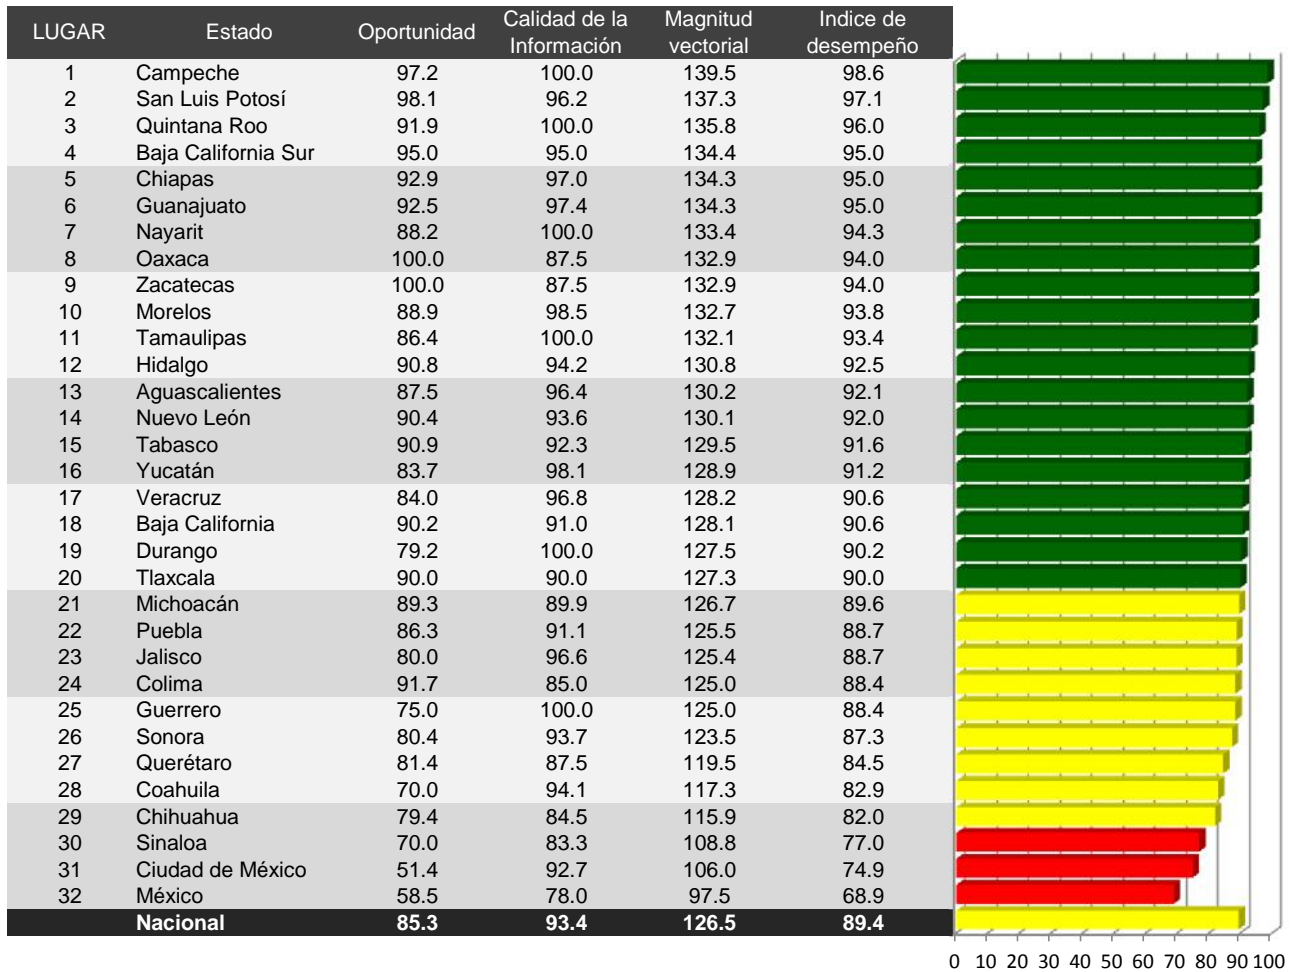 LUGAR Estado Oportunidad Calidad de la Información Magnitud vectorial Indice de desempeño
1 Campeche 97.2 100.0 139.5 98.6
2 San Luis Potosí 98.1 96.2 137.3 97.1
3 Quintana Roo 91.9 100.0 135.8 96.0
4 Baja California Sur 95.0 95.0 134.4 95.0
5 Chiapas 92.9 97.0 134.3 95.0
6 Guanajuato 92.5 97.4 134.3 95.0
7 Nayarit 88.2 100.0 133.4 94.3
8 Oaxaca 100.0 87.5 132.9 94.0
9 Zacatecas 100.0 87.5 132.9 94.0
10 Morelos 88.9 98.5 132.7 93.8
11 Tamaulipas 86.4 100.0 132.1 93.4
12 Hidalgo 90.8 94.2 130.8 92.5
13 Aguascalientes 87.5 96.4 130.2 92.1
14 Nuevo León 90.4 93.6 130.1 92.0
15 Tabasco 90.9 92.3 129.5 91.6
16 Yucatán 83.7 98.1 128.9 91.2
17 Veracruz 84.0 96.8 128.2 90.6
18 Baja California 90.2 91.0 128.1 90.6
19 Durango 79.2 100.0 127.5 90.2
20 Tlaxcala 90.0 90.0 127.3 90.0
21 Michoacán 89.3 89.9 126.7 89.6
22 Puebla 86.3 91.1 125.5 88.7
23 Jalisco 80.0 96.6 125.4 88.7
24 Colima 91.7 85.0 125.0 88.4
25 Guerrero 75.0 100.0 125.0 88.4
26 Sonora 80.4 93.7 123.5 87.3
27 Querétaro 81.4 87.5 119.5 84.5
28 Coahuila 70.0 94.1 117.3 82.9
29 Chihuahua 79.4 84.5 115.9 82.0
30 Sinaloa 70.0 83.3 108.8 77.0
31 Ciudad de México 51.4 92.7 106.0 74.9
32 México 58.5 78.0 97.5 68.9
Nacional 85.3 93.4 126.5 89.4
0 10 20 30 40 50 60 70 80 90 100